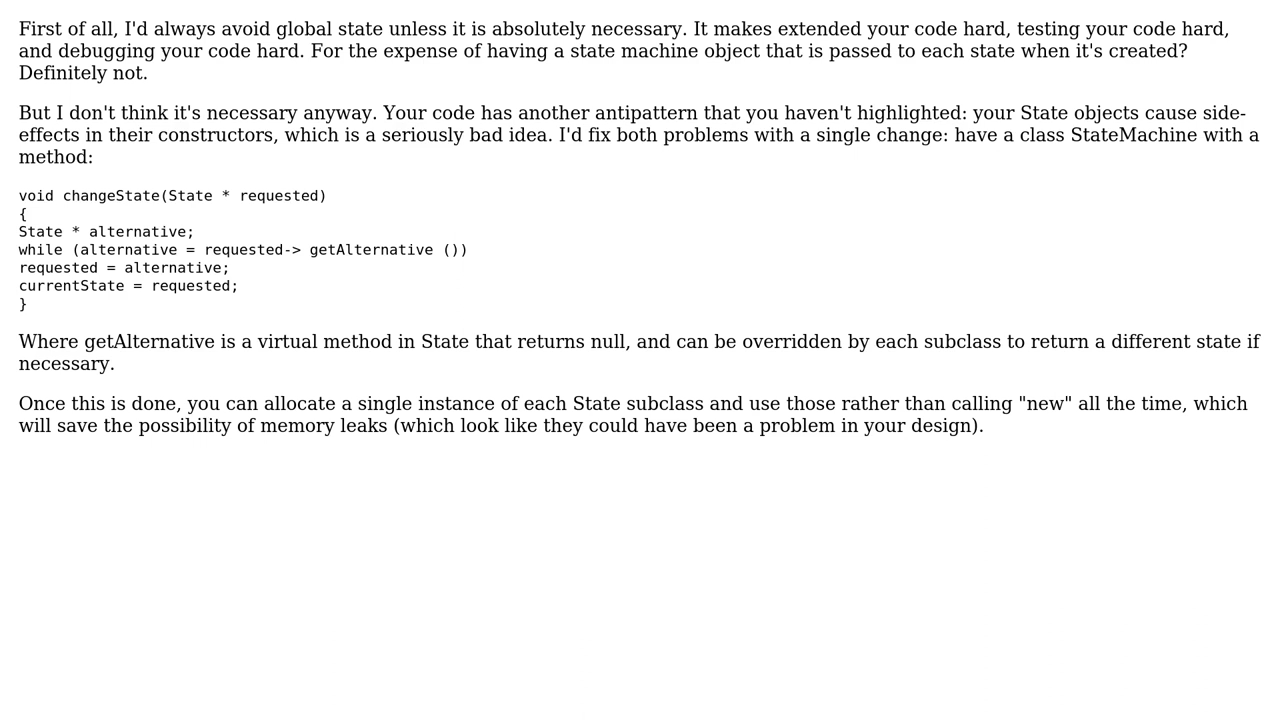 First of all, I'd always avoid global state unless it is absolutely necessary. It makes extended your code hard, testing your code hard,
and debugging your code hard. For the expense of having a state machine object that is passed to each state when it's created?
Definitely not.
But I don't think it's necessary anyway. Your code has another antipattern that you haven't highlighted: your State objects cause side-
effects in their constructors, which is a seriously bad idea. I'd fix both problems with a single change: have a class StateMachine with a
method:
void changeState(State * requested)
{
State * alternative;
while (alternative = requested-> getAlternative ())
requested = alternative;
currentState = requested;
}
Where getAlternative is a virtual method in State that returns null, and can be overridden by each subclass to return a different state if
necessary.
Once this is done, you can allocate a single instance of each State subclass and use those rather than calling "new" all the time, which
will save the possibility of memory leaks (which look like they could have been a problem in your design).